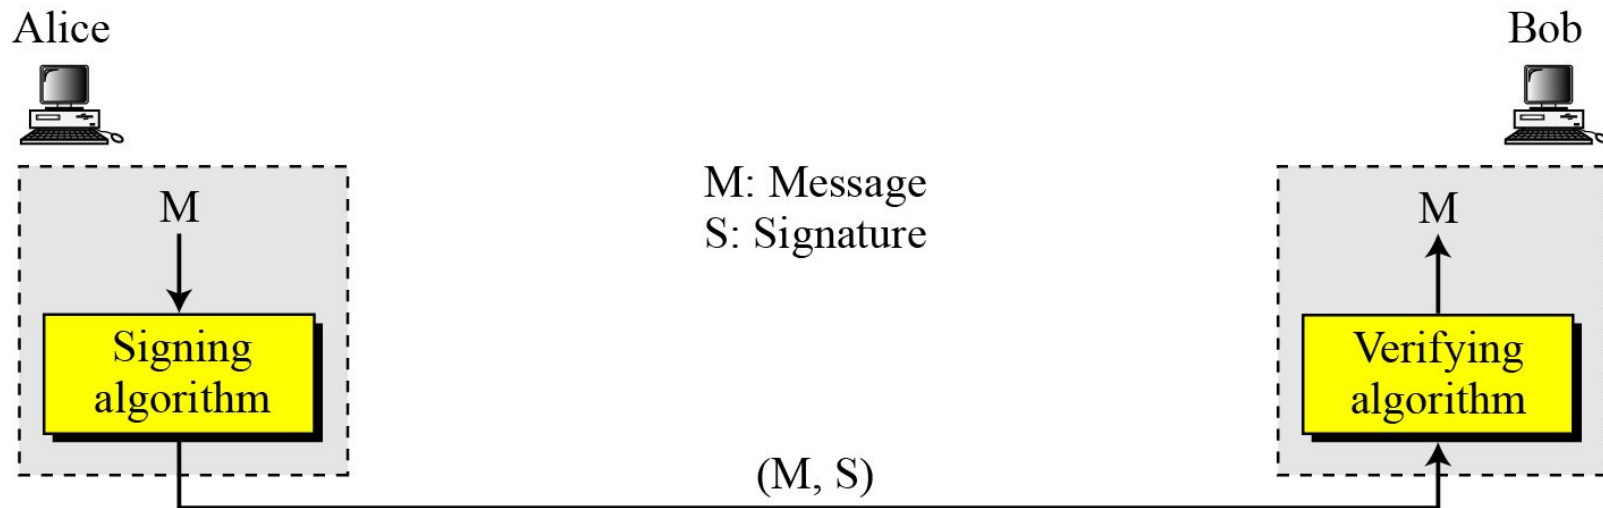 Alice
Bob
M
M: Message
S: Signature
M
Signing
algorithm
Verifying
algorithm
(M, S)